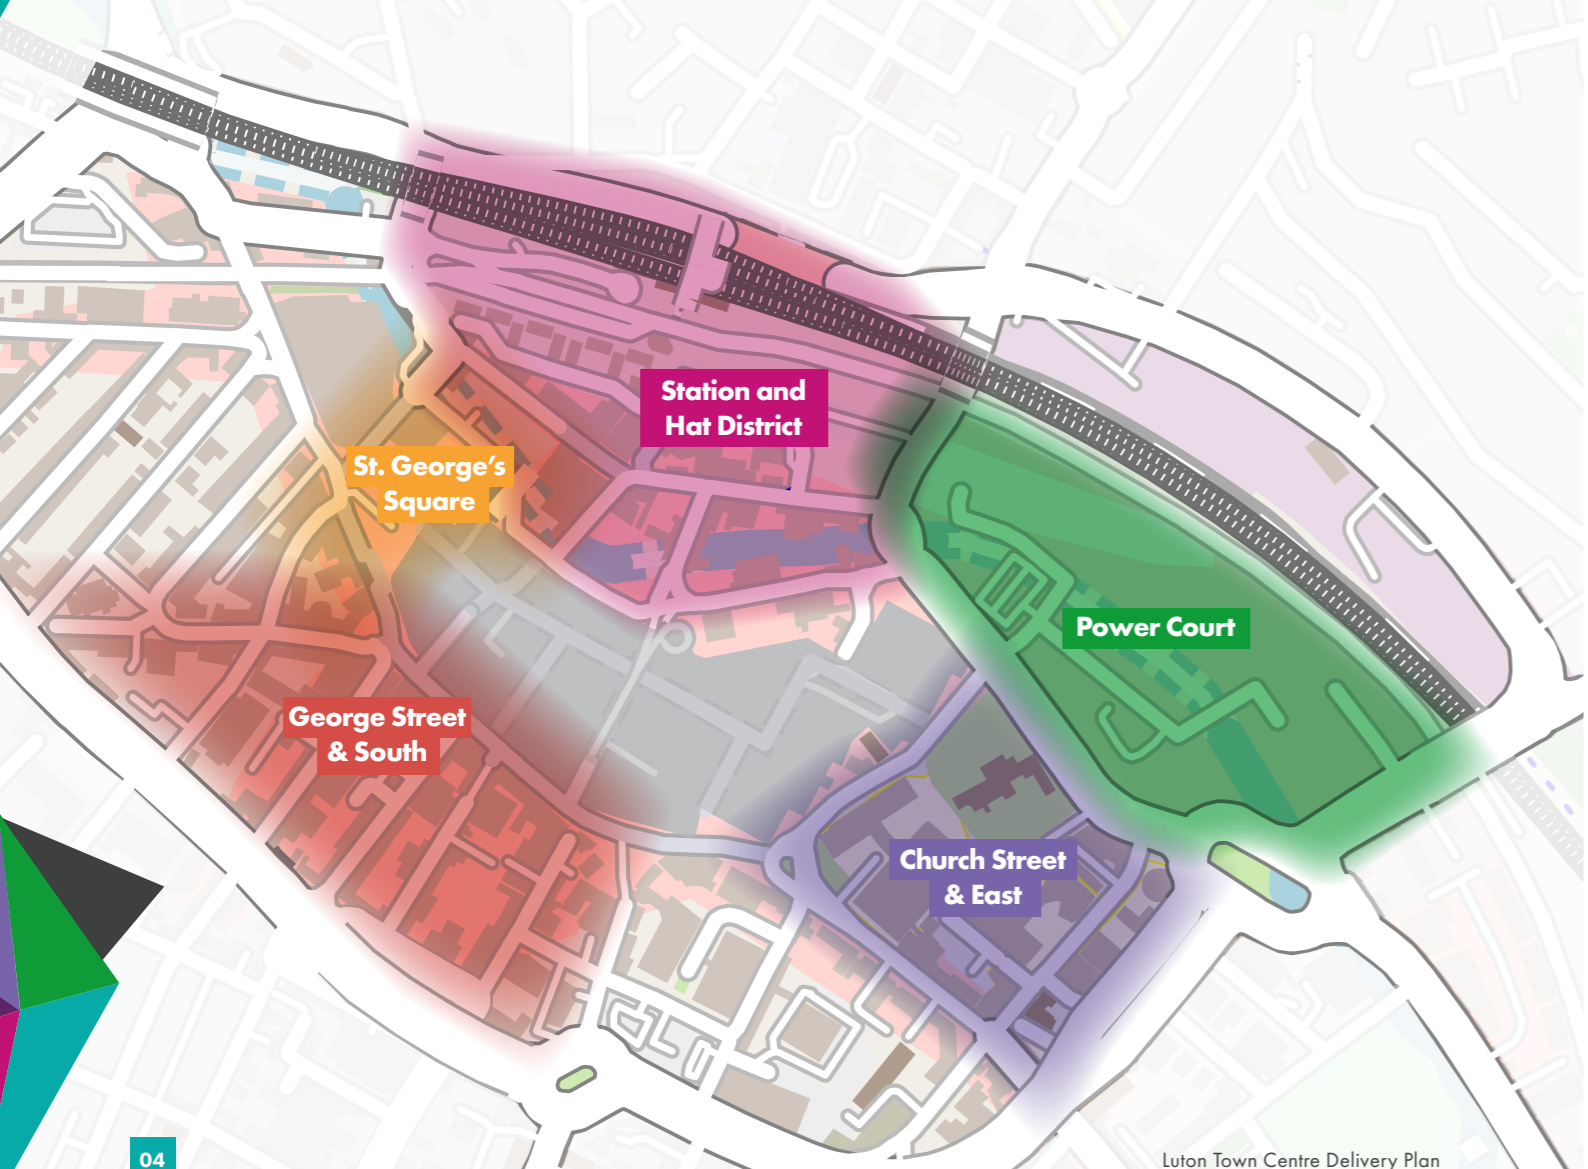 Station and
Hat District
St. George’s
Square
Power Court
George Street
& South
Church Street
& East
04
Luton Town Centre Delivery Plan